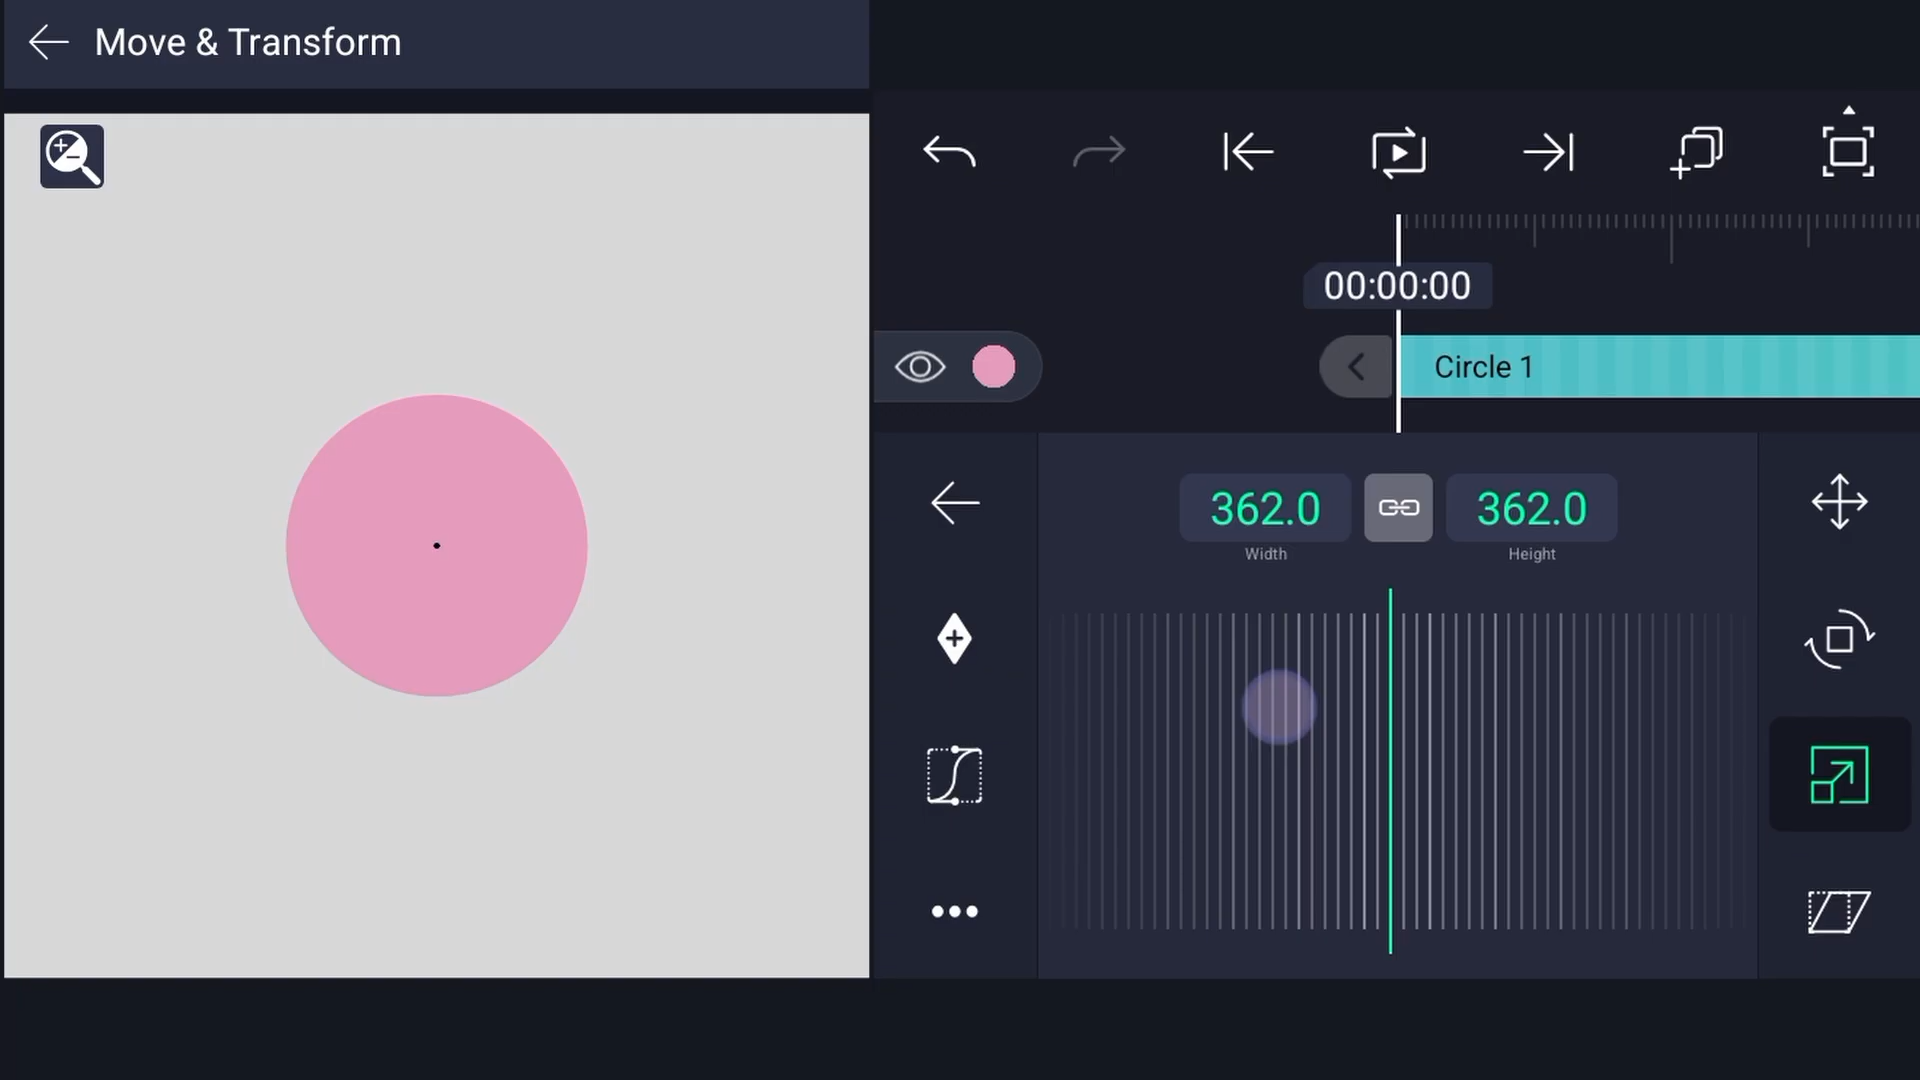 Move & Transform
00:00:00
Circle 1
362.0
362.0
Width
Height